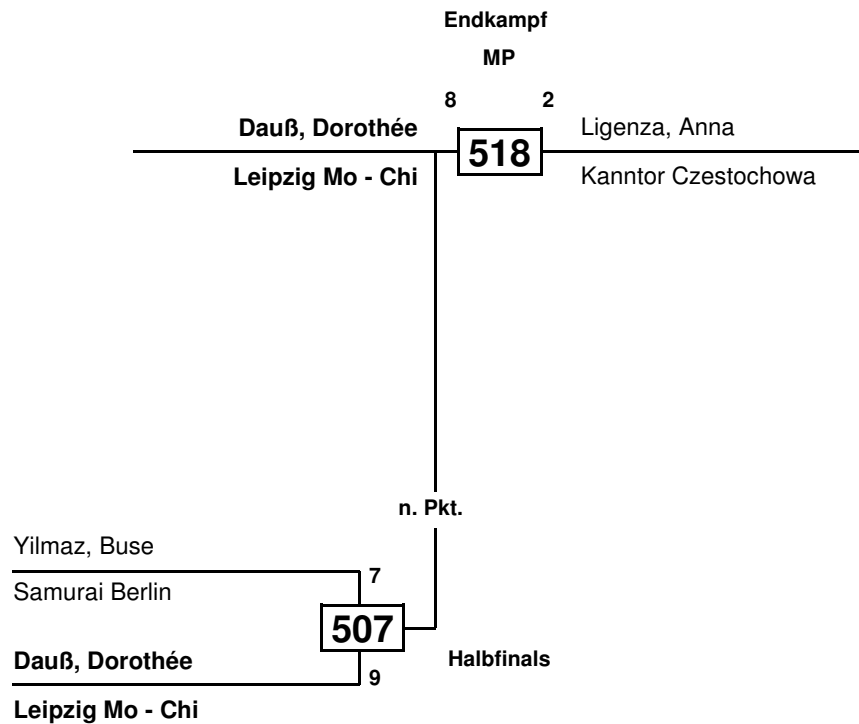 Endkampf
MP
8 2
Dauß, Dorothée
518
Ligenza, Anna
Leipzig Mo - Chi
Kanntor Czestochowa
n. Pkt.
Yilmaz, Buse
7
Samurai Berlin
507
Dauß, Dorothée
Halbfinals
9
Leipzig Mo - Chi